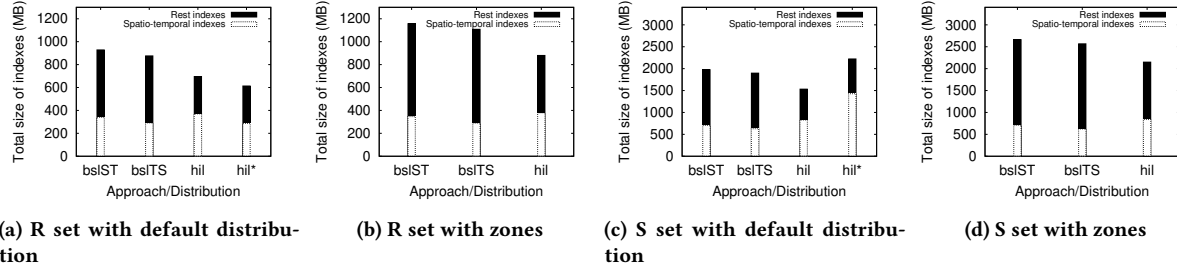 Total size of indexes (MB)
1200
1000
800
600
400
200
0
Rest indexes
Spatio-temporal indexes
bslST bslTS hil hil*
Approach/Distribution
(a) R set with default distribu-
tion
Total size of indexes (MB)
1200
1000
800
600
400
200
0
Rest indexes
Spatio-temporal indexes
bslST bslTS hil
Approach/Distribution
(b) R set with zones
Total size of indexes (MB)
3500
3000
2500
2000
1500
1000
500
0
Rest indexes
Spatio-temporal indexes
bslST bslTS hil hil*
Approach/Distribution
(c) S set with default distribu-
tion
Total size of indexes (MB)
3500
3000
2500
2000
1500
1000
500
0
Rest indexes
Spatio-temporal indexes
bslST bslTS hil
Approach/Distribution
(d) S set with zones